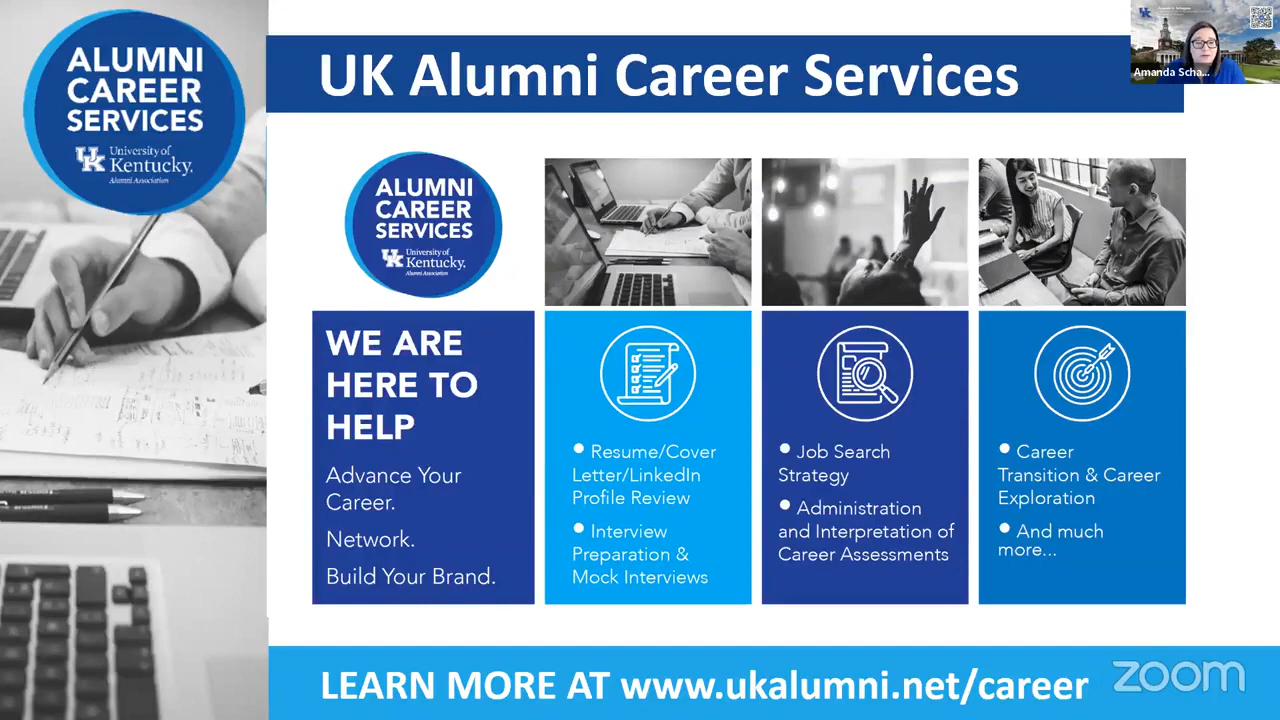 ALUMNI
CAREER
SERVICES
UK University of
Kentucky.
Alumni Association
UK Alumni Career Services
Amanda Scha...
ALUMNI
CAREER
SERVICES
UK University of
Kentucky.
Alumni Association
WE ARE
HERE TO
HELP
Advance Your
Career.
Network.
Build Your Brand.
• Resume/Cover
Letter/LinkedIn
Profile Review
• Interview
Preparation &
Mock Interviews
• Job Search
Strategy
• Administration
and Interpretation of
Career Assessments
• Career
Transition & Career
Exploration
• And much
more...
LEARN MORE AT www.ukalumni.net/career
zoom